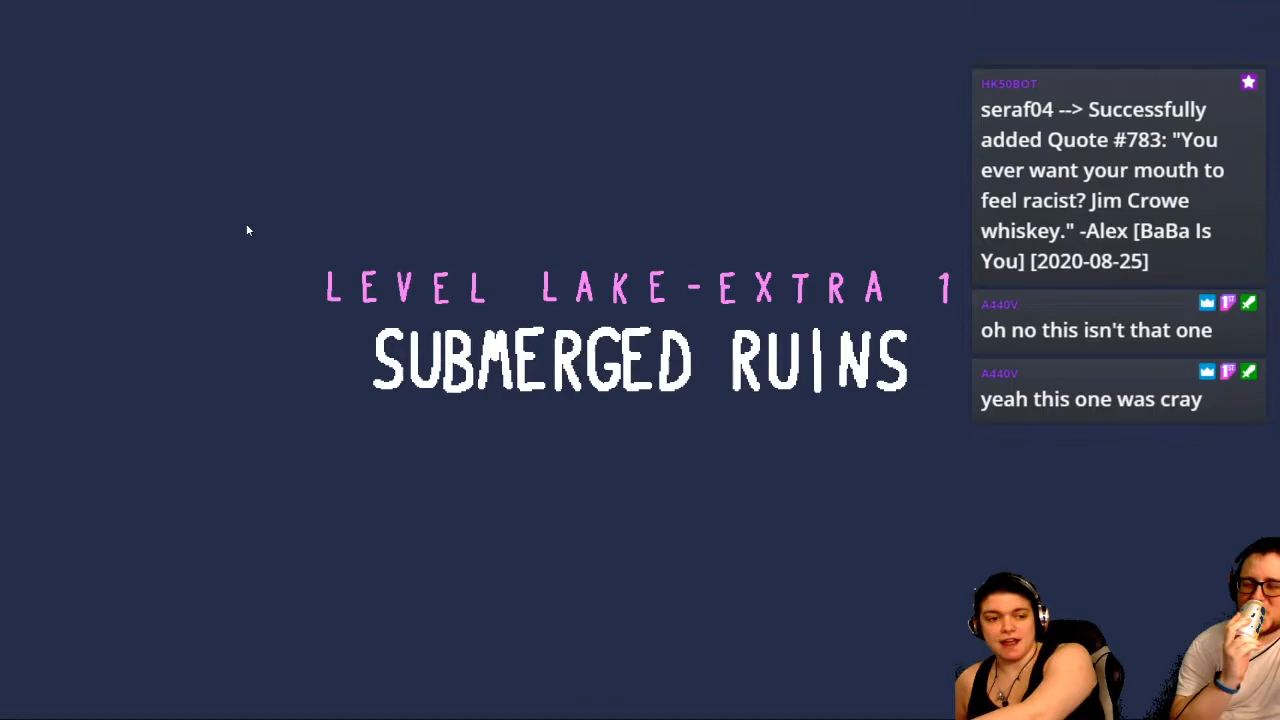 LEVEL LAKE-EXTRA 1
SUBMERGED RUINS
HK50BOT
seraf04 --> Successfully
added Quote #783: "You
ever want your mouth to
feel racist? Jim Crowe
whiskey." -Alex [BaBa Is
You] [2020-08-25]
A440V
oh no this isn't that one
A440V
yeah this one was cray